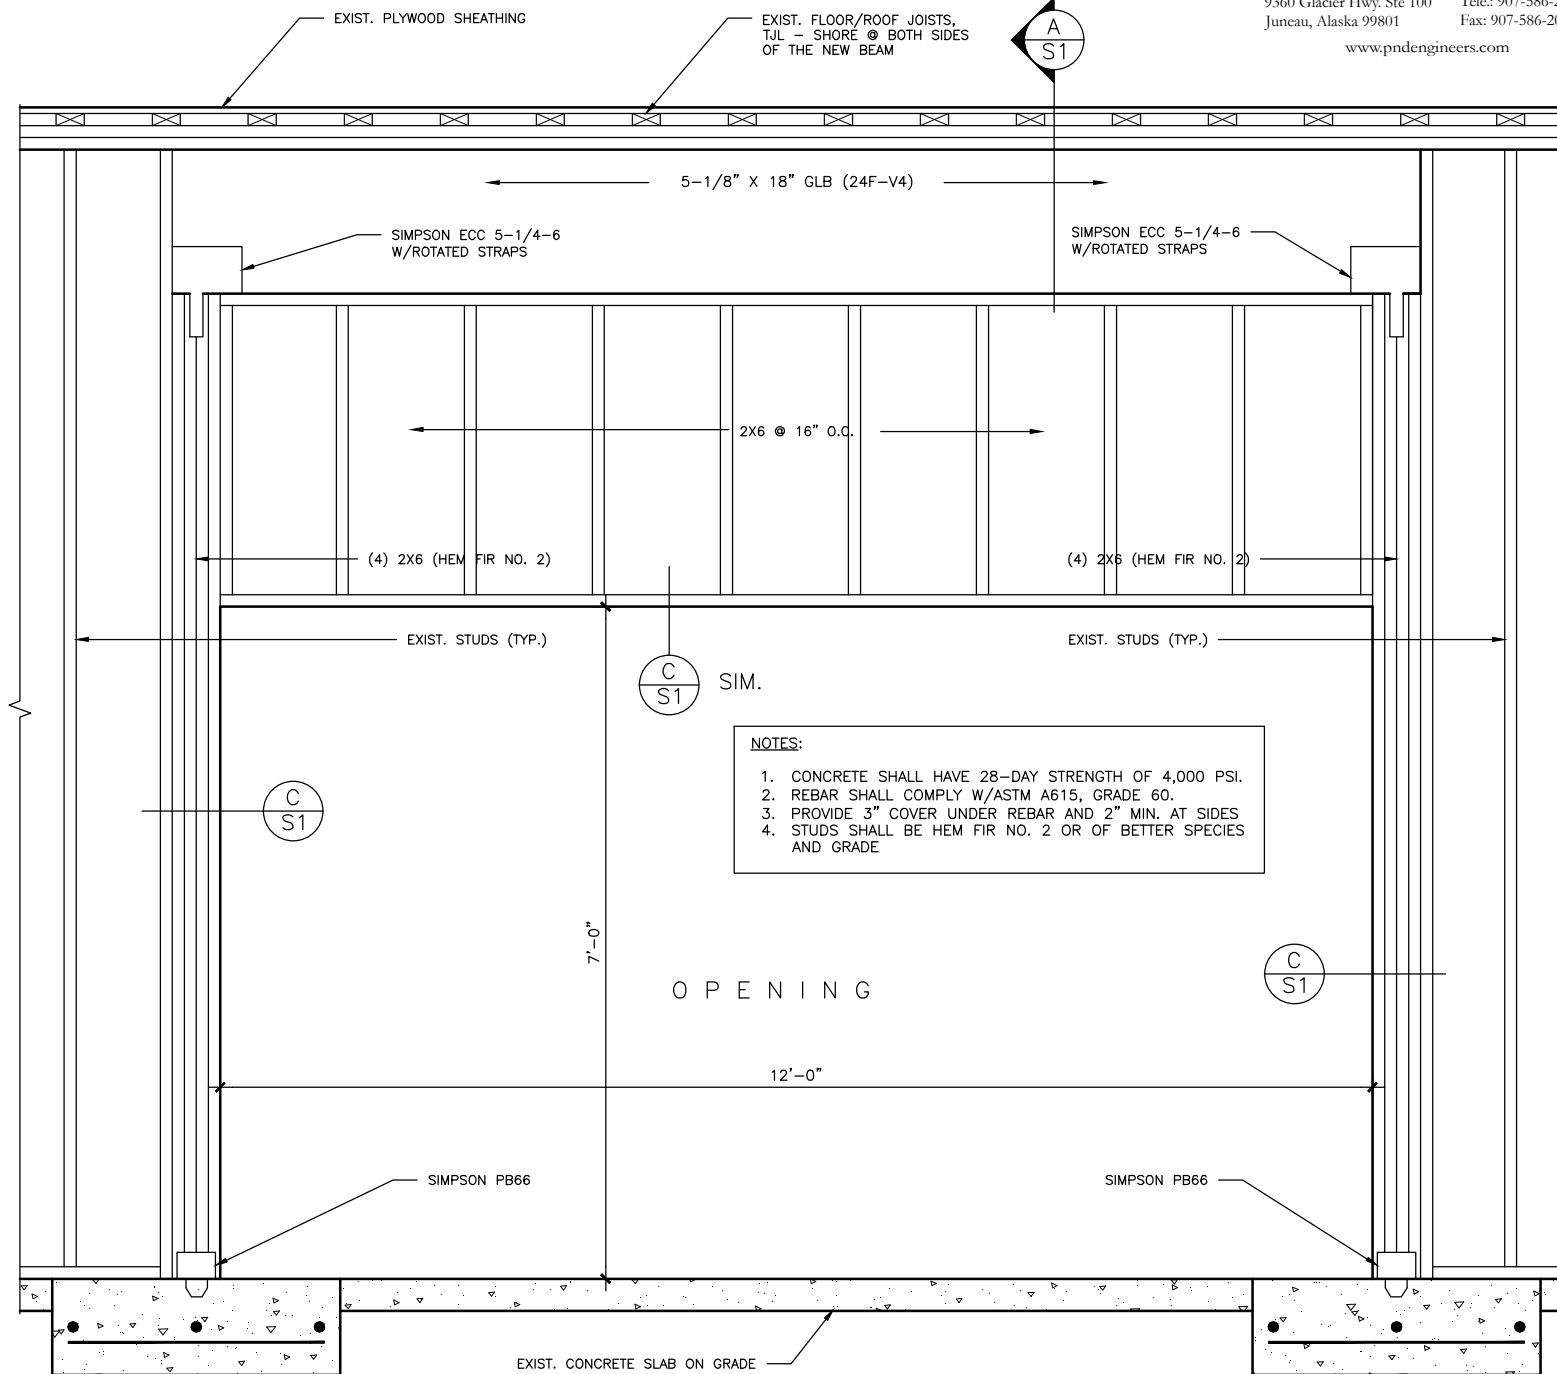 9360 Glacier Hwy. Ste 100
Juneau, Alaska 99801
Fax: 907-586-20
www.pndengineers.com
EXIST. PLYWOOD SHEATHING
EXIST. FLOOR/ROOF JOISTS,
TJL – SHORE @ BOTH SIDES
OF THE NEW BEAM
A
S1
5-1/8" X 18" GLB (24F-V4)
SIMPSON ECC 5-1/4-6
W/ROTATED STRAPS
SIMPSON ECC 5-1/4-6
W/ROTATED STRAPS
2X6 @ 16" O.C.
(4) 2X6 (HEM FIR NO. 2)
(4) 2X6 (HEM FIR NO. 2)
EXIST. STUDS (TYP.)
EXIST. STUDS (TYP.)
C
S1
SIM.
NOTES:
1. CONCRETE SHALL HAVE 28-DAY STRENGTH OF 4,000 PSI.
2. REBAR SHALL COMPLY W/ASTM A615, GRADE 60.
3. PROVIDE 3" COVER UNDER REBAR AND 2" MIN. AT SIDES
4. STUDS SHALL BE HEM FIR NO. 2 OR OF BETTER SPECIES
AND GRADE
C
S1
7'-0"
OPENING
C
S1
12'-0"
SIMPSON PB66
SIMPSON PB66
EXIST. CONCRETE SLAB ON GRADE